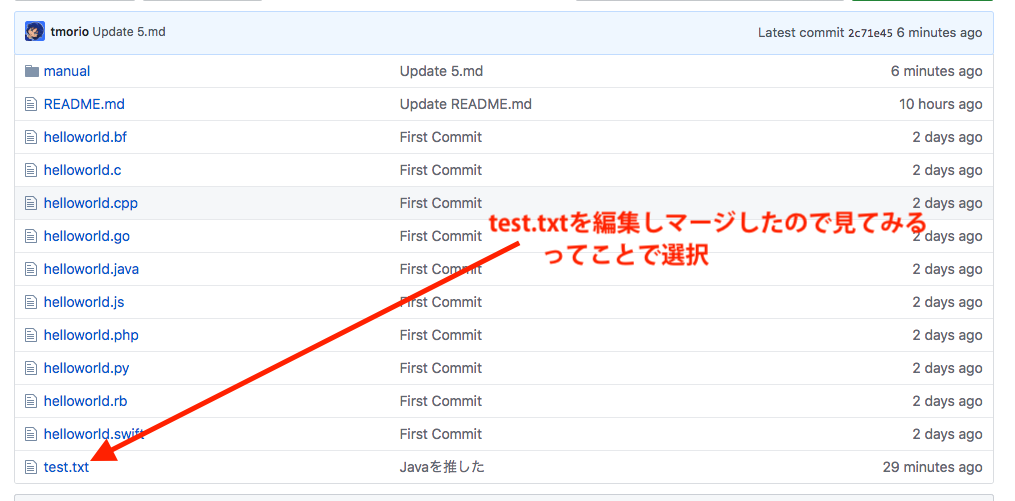 tmorio Update 5.md Latest commit 2c71e45 6 minutes ago
manual Update 5.md 6 minutes ago
README.md Update README.md 10 hours ago
helloworld.bf First Commit 2 days ago
helloworld.c First Commit 2 days ago
helloworld.cpp First Commit 2 days ago
test.txtを編集しマージしたので見てみる
ってことで選択
helloworld.go First Commit 2 days ago
helloworld.java First Commit 2 days ago
helloworld.js First Commit 2 days ago
helloworld.php First Commit 2 days ago
helloworld.py First Commit 2 days ago
helloworld.rb First Commit 2 days ago
helloworld.swift First Commit 2 days ago
test.txt Javaを推した 29 minutes ago